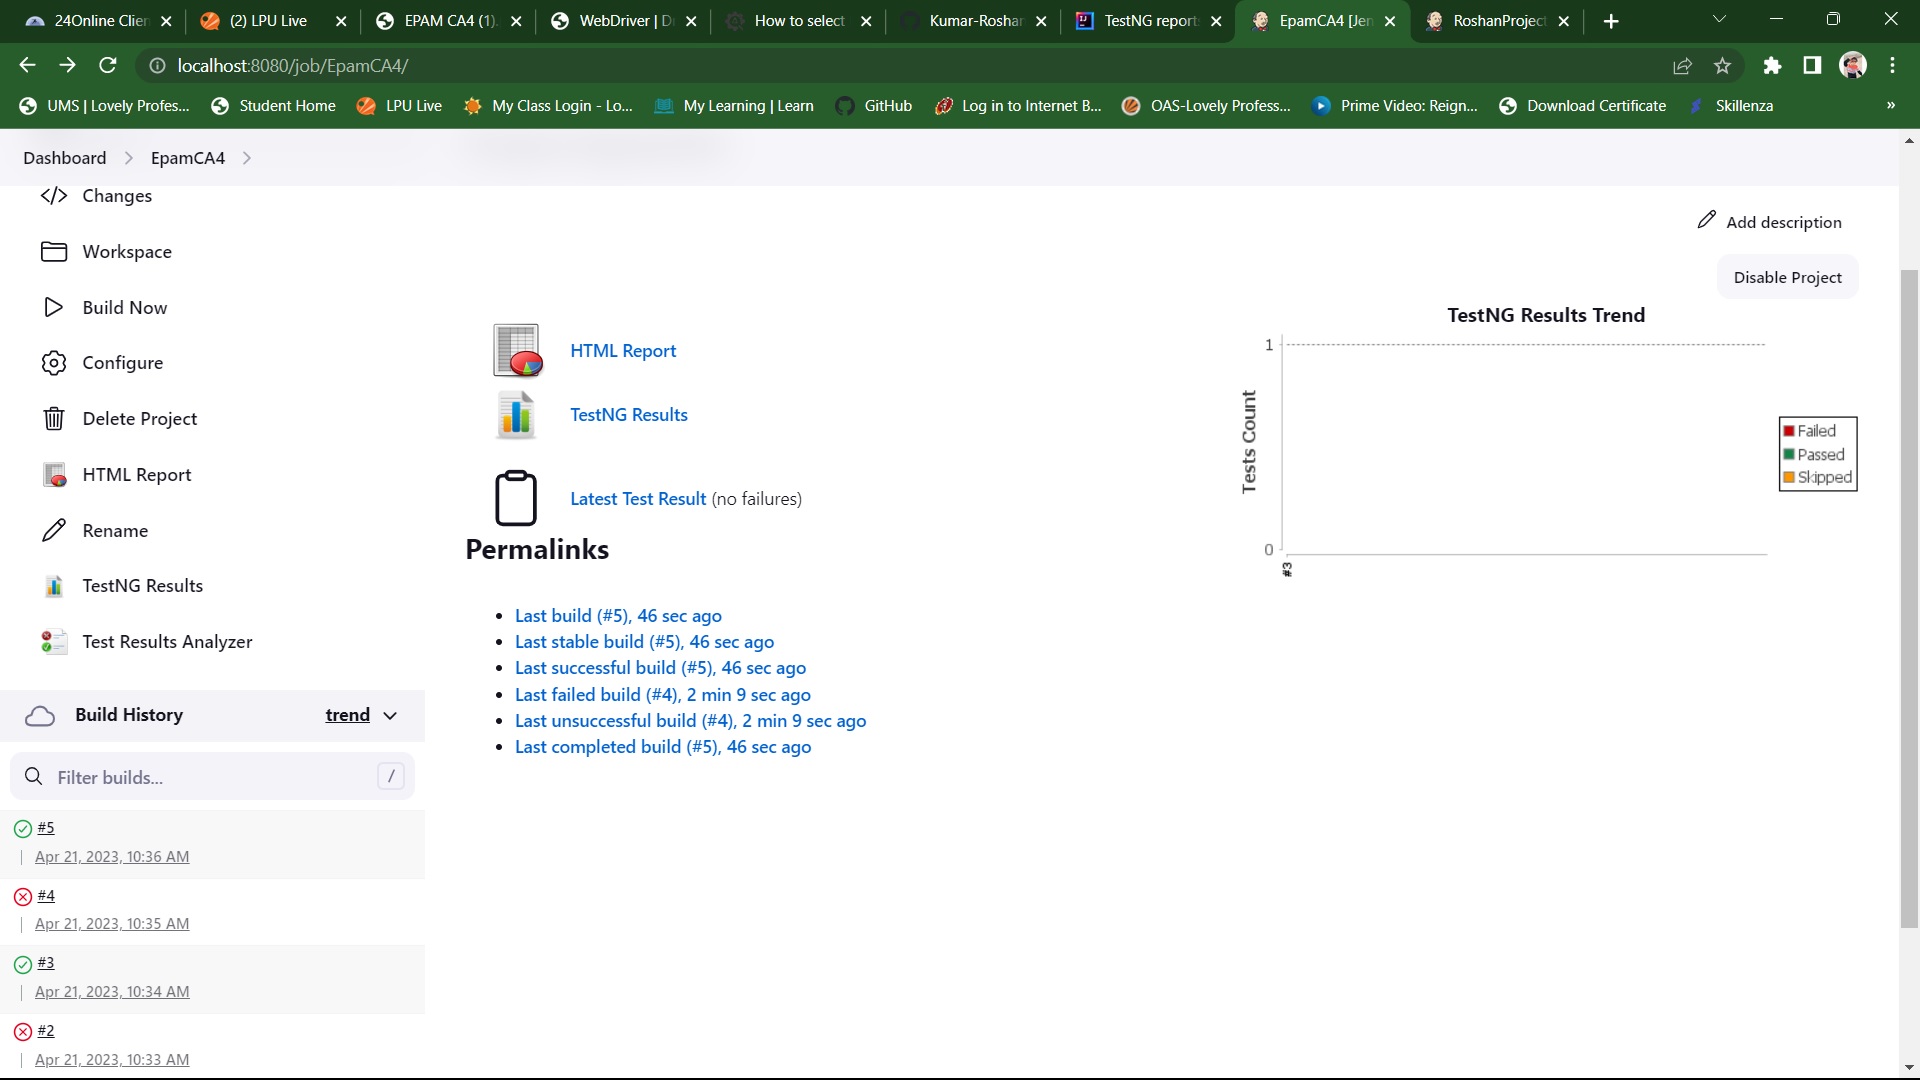 24Online Clien
(2) LPU Live
EPAM CA4 (1).
WebDriver | D
How to select
Kumar-Roshan
TestNG report
EpamCA4 [Jen
RoshanProject
localhost:8080/job/EpamCA4/
UMS | Lovely Profes...
Student Home
LPU Live
My Class Login - Lo...
My Learning | Learn
GitHub
Log in to Internet B...
OAS-Lovely Profess...
Prime Video: Reign...
Download Certificate
Skillenza
»
Dashboard
EpamCA4
Changes
Workspace
Build Now
Configure
Delete Project
HTML Report
Rename
TestNG Results
Test Results Analyzer
Build History
trend
Filter builds...
/
#5
Apr 21, 2023, 10:36 AM
#4
Apr 21, 2023, 10:35 AM
#3
Apr 21, 2023, 10:34 AM
#2
Apr 21, 2023, 10:33 AM
Add description
Disable Project
HTML Report
TestNG Results
Latest Test Result (no failures)
Permalinks
Last build (#5), 46 sec ago
Last stable build (#5), 46 sec ago
Last successful build (#5), 46 sec ago
Last failed build (#4), 2 min 9 sec ago
Last unsuccessful build (#4), 2 min 9 sec ago
Last completed build (#5), 46 sec ago
TestNG Results Trend
1
Tests Count
0
#3
Failed
Passed
Skipped